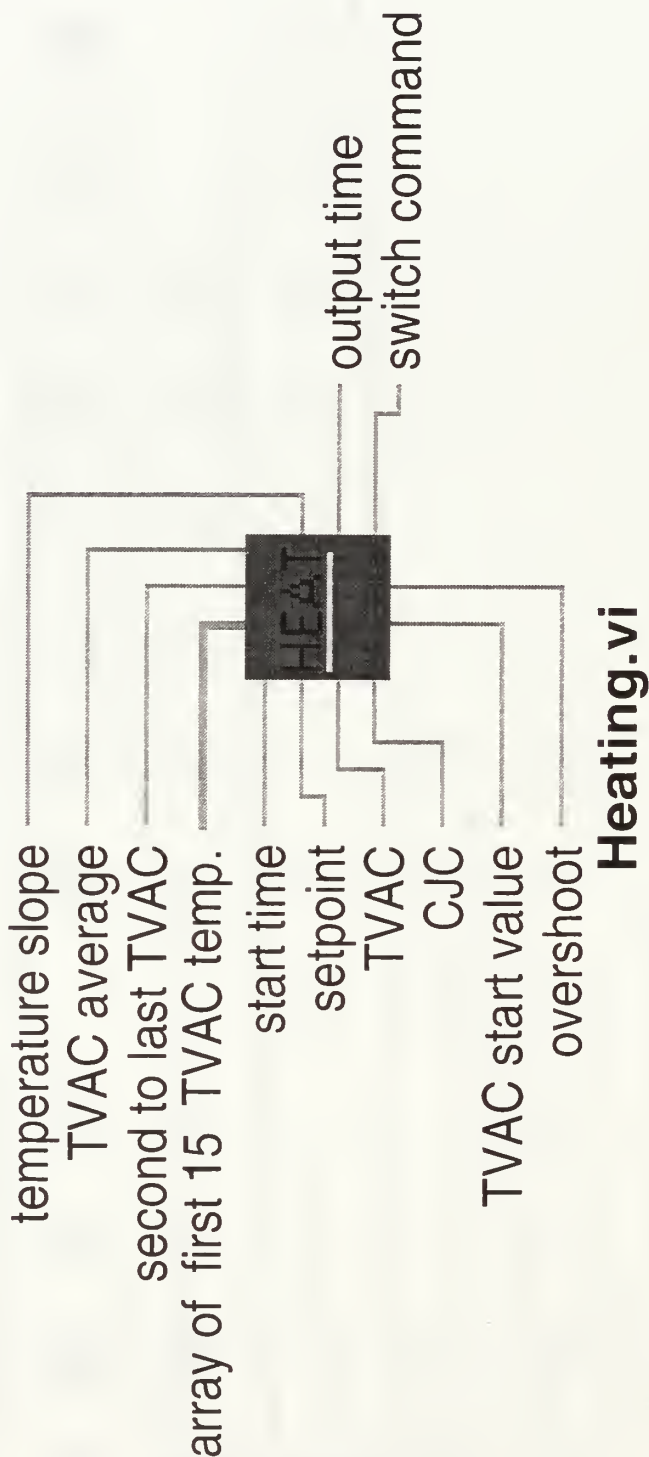 temperature slope
TVAC average
second to last TVAC
array of first 15 TVAC temp.
start time
setpoint
TVAC
CJC
TVAC start value
overshoot
HEAT
output time
switch command
Heating.vi